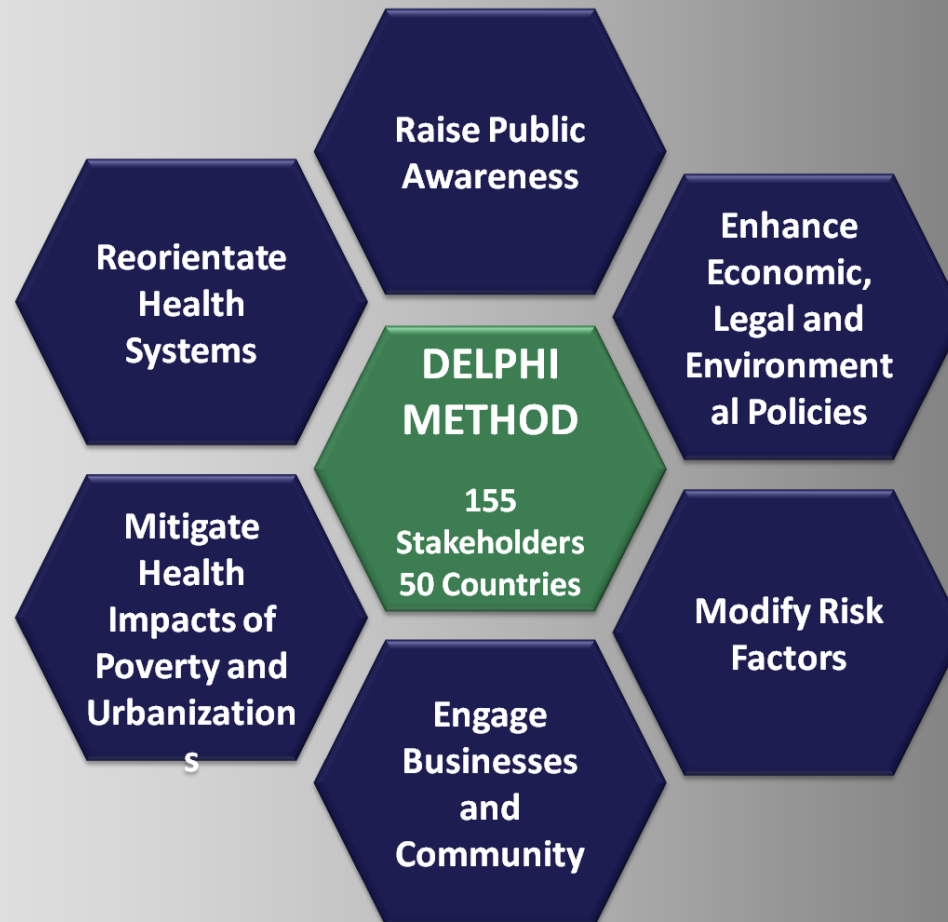 Raise Public
Awareness
Reorientate
Health
Systems
Enhance
Economic,
Legal and
Environment
al Policies
DELPHI
METHOD
155
Stakeholders
50 Countries
Mitigate
Health
Impacts of
Poverty and
Urbanization
s
Modify Risk
Factors
Engage
Businesses
and
Community